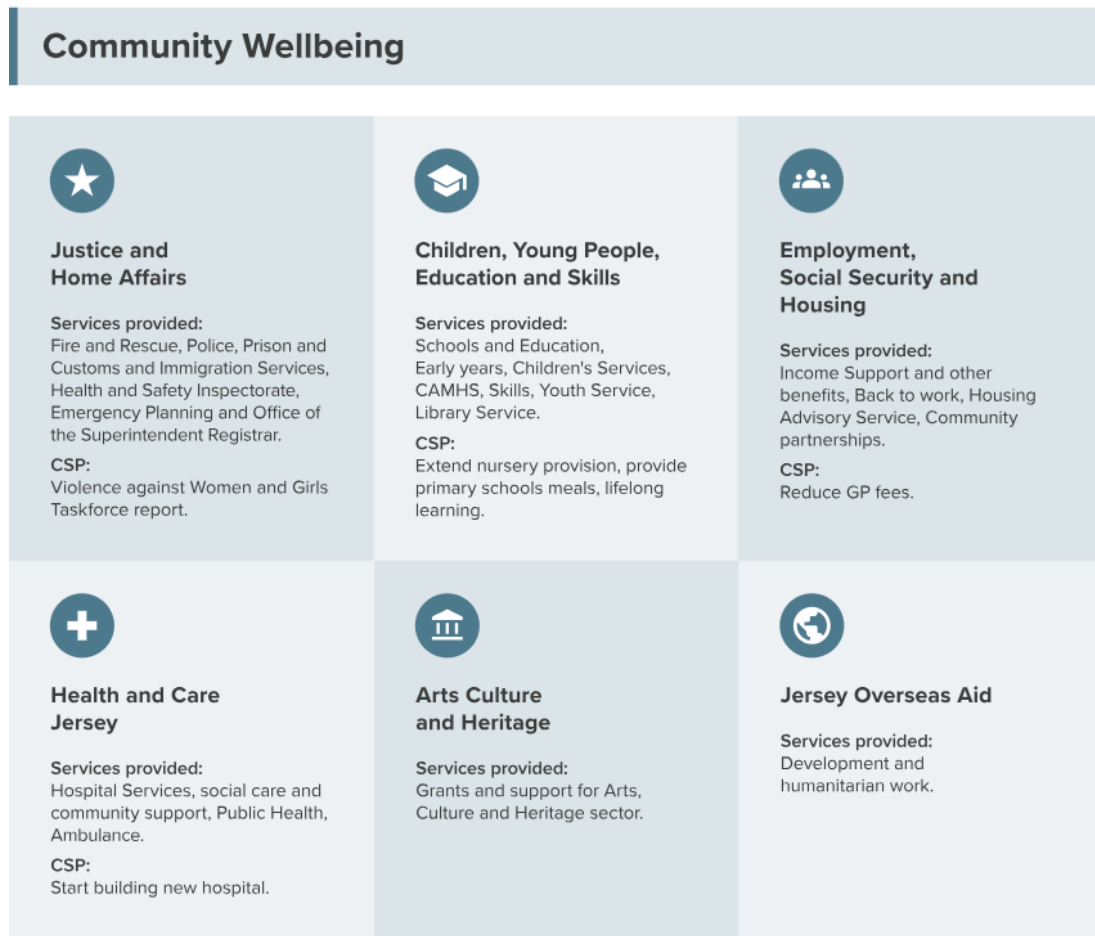 Community Wellbeing
Justice and
Home Affairs
Services provided:
Fire and Rescue, Police, Prison and
Customs and Immigration Services,
Health and Safety Inspectorate,
Emergency Planning and Office of
the Superintendent Registrar.
CSP:
Violence against Women and Girls
Taskforce report.
Children, Young People,
Education and Skills
Services provided:
Schools and Education,
Early years, Children's Services,
CAMHS, Skills, Youth Service,
Library Service.
CSP:
Extend nursery provision, provide
primary schools meals, lifelong
learning.
Employment,
Social Security and
Housing
Services provided:
Income Support and other
benefits, Back to work, Housing
Advisory Service, Community
partnerships.
CSP:
Reduce GP fees.
Health and Care
Jersey
Services provided:
Hospital Services, social care and
community support, Public Health,
Ambulance.
CSP:
Start building new hospital.
Arts Culture
and Heritage
Services provided:
Grants and support for Arts,
Culture and Heritage sector.
Jersey Overseas Aid
Services provided:
Development and
humanitarian work.